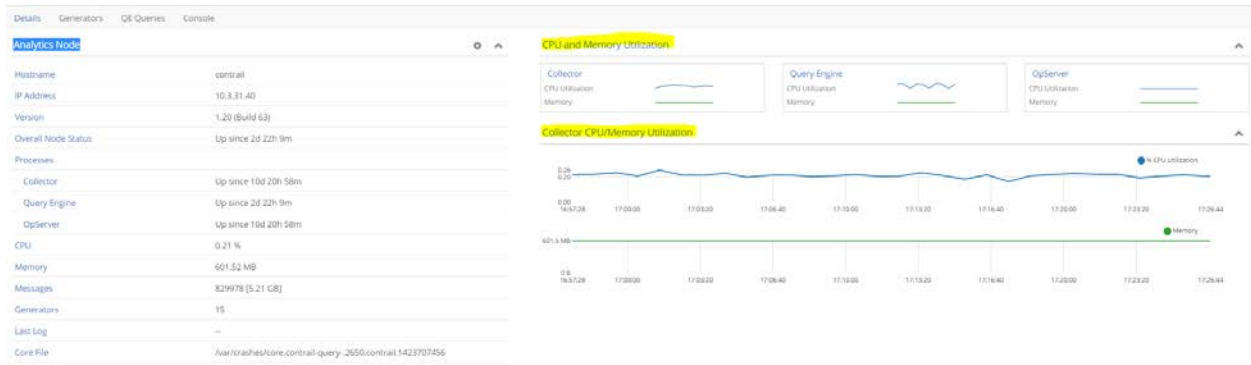 Details Generators QE Queries Console
Analytics Node
Hostname contrail
IP Address 10.3.31.40
Version 1.20 (Build 63)
Overall Node Status Up since 2d 22h 9m
Processes
Collector Up since 10d 20h 58m
Query Engine Up since 2d 22h 9m
OpServer Up since 10d 20h 58m
CPU 0.21 %
Memory 601.52 MB
Messages 829978 [5.21 GB]
Generators 15
Last Log --
Core File /var/crashes/core.contrail-query-.2650.contrail.1423707456
CPU and Memory Utilization
Collector Query Engine OpServer
CPU Utilization CPU Utilization CPU Utilization
Memory Memory Memory
Collector CPU/Memory Utilization
% CPU Utilization
0.26
0.20
0.00
16:57:28 17:00:00 17:03:20 17:06:40 17:10:00 17:13:20 17:16:40 17:20:00 17:23:20 17:26:44
Memory
601.5 MB
0 B
16:57:28 17:00:00 17:03:20 17:06:40 17:10:00 17:13:20 17:16:40 17:20:00 17:23:20 17:26:44